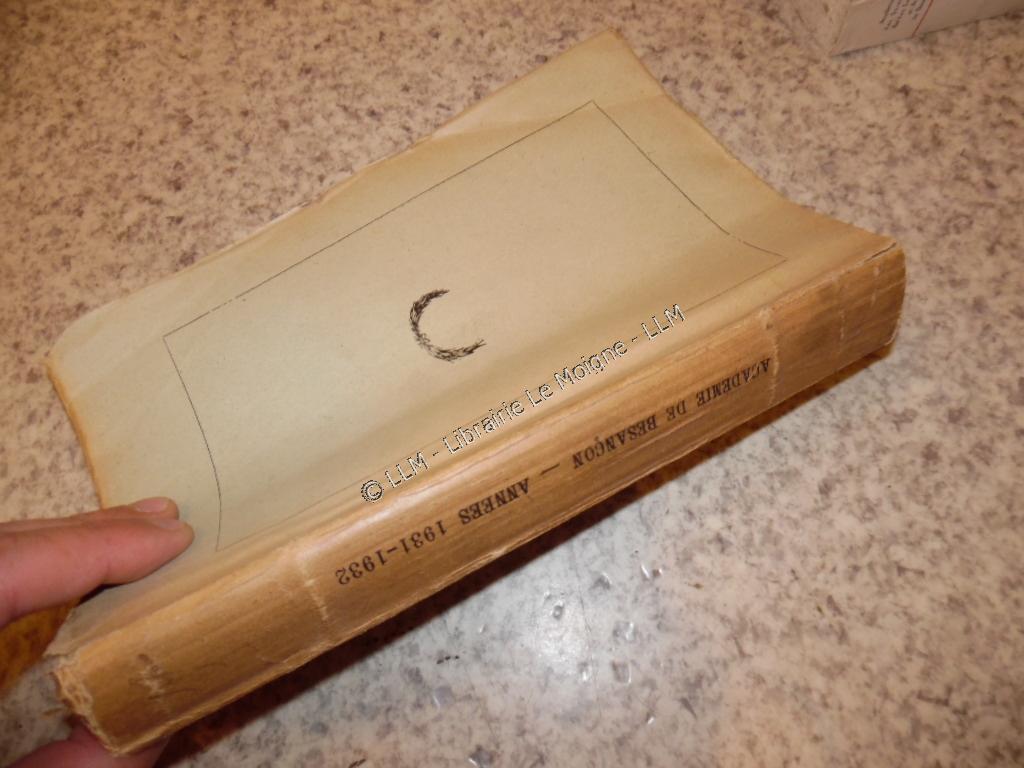 © LLM - Librairie Le Moigne - LLM
ACADEMIE DE BESANÇON — ANNEES 1931-1932